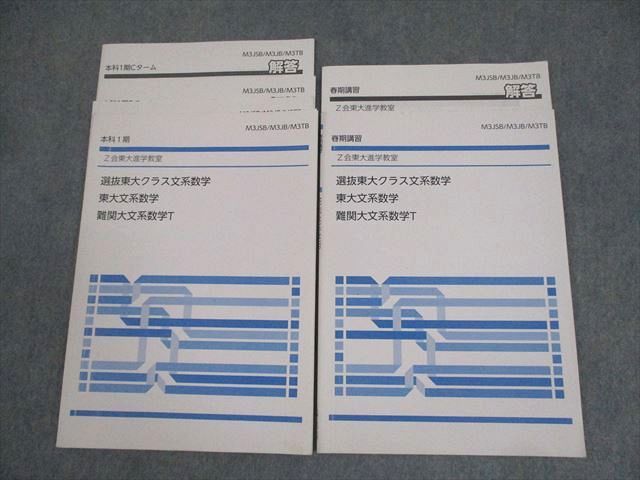 M3JSB/M3JB/M3TB
本科1期Cターム
解答
M3JSB/M3JB/M3TB
M3JSB/M3JB/M3TB
本科1期
Z会東大進学教室
選抜東大クラス文系数学
東大文系数学
難関大文系数学T
M3JSB/M3JB/M3TB
春期講習
解答
Z会東大進学教室
M3JSB/M3JB/M3TB
春期講習
Z会東大進学教室
選抜東大クラス文系数学
東大文系数学
難関大文系数学T